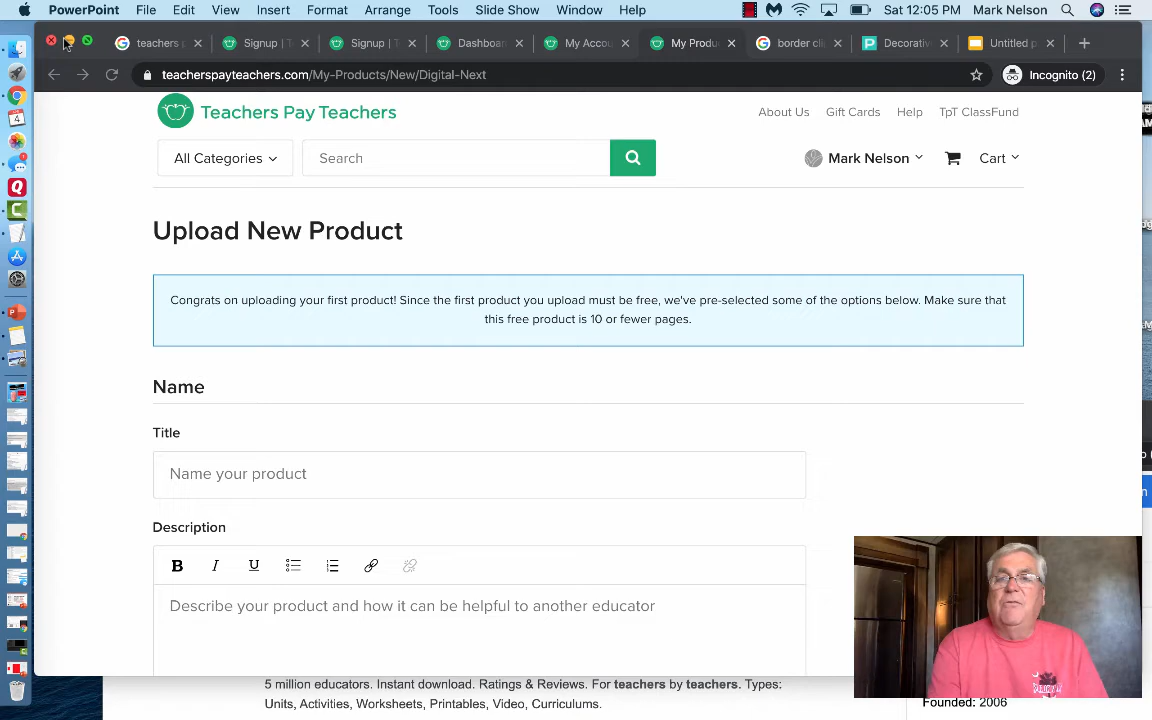 PowerPoint File Edit View Insert Format Arrange Tools Slide Show Window Help Sat 12:05 PM Mark Nelson
teachers p Signup | T Signup | T Dashboar My Accou My Produ border cli Decorativ Untitled p
teacherspayteachers.com/My-Products/New/Digital-Next Incognito (2)
Teachers Pay Teachers About Us Gift Cards Help TpT ClassFund
All Categories Search Mark Nelson Cart
Upload New Product
Congrats on uploading your first product! Since the first product you upload must be free, we've pre-selected some of the options below. Make sure that
this free product is 10 or fewer pages.
Name
Title
Name your product
Description
B I U
Describe your product and how it can be helpful to another educator
5 million educators. Instant download. Ratings & Reviews. For teachers by teachers. Types:
Units, Activities, Worksheets, Printables, Video, Curriculums.
Founded: 2006